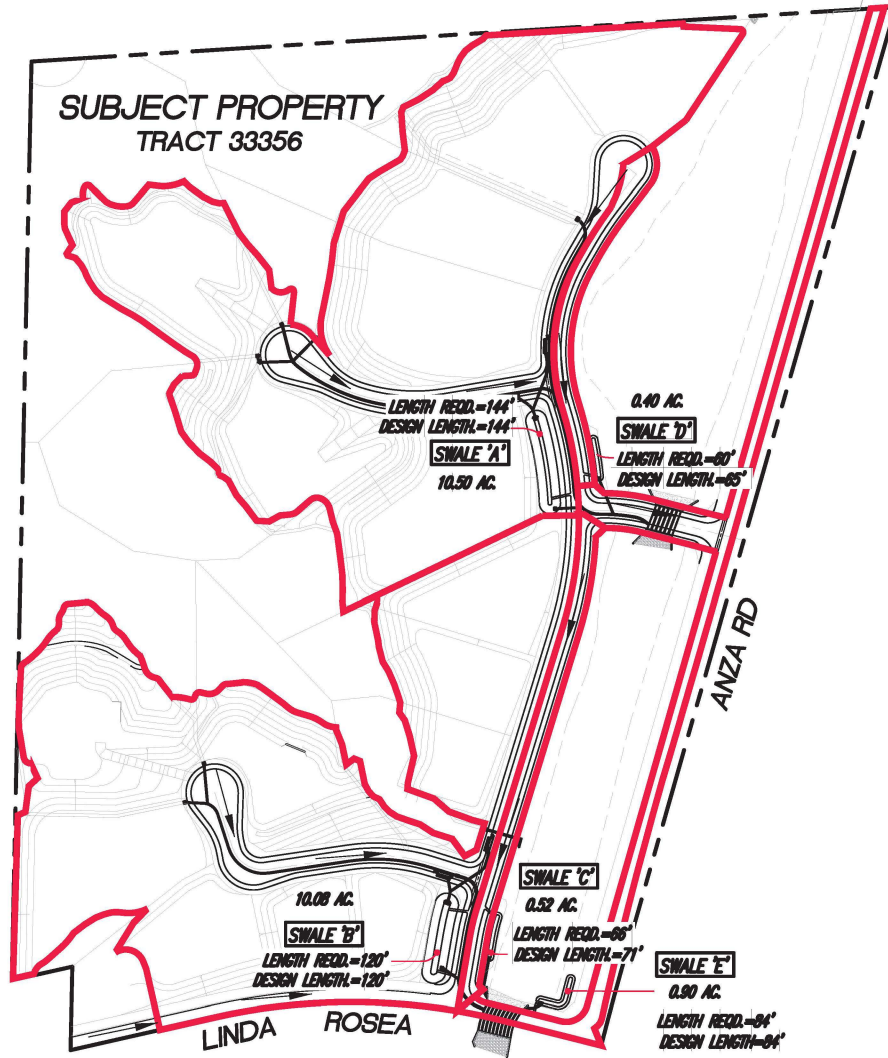 SUBJECT PROPERTY
TRACT 33356
LENGTH REQD.=144'
DESIGN LENGTH.=144'
SWALE 'A'
10.50 AC.
0.40 AC.
SWALE 'D'
LENGTH REQD.=60'
DESIGN LENGTH.=65'
ANZA RD
SWALE 'C'
0.52 AC.
LENGTH REQD.=66'
DESIGN LENGTH.=71'
10.08 AC.
SWALE 'B'
LENGTH REQD.=120'
DESIGN LENGTH.=120'
SWALE 'E'
0.90 AC.
LENGTH REQD.=84'
DESIGN LENGTH=84'
LINDA ROSEA